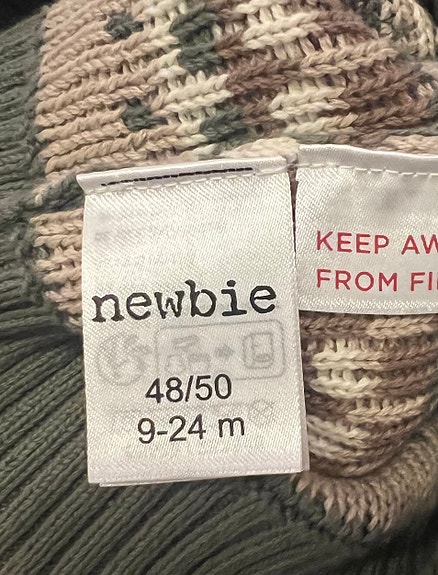 newbie
48/50
9-24 m
KEEP AW
FROM FI